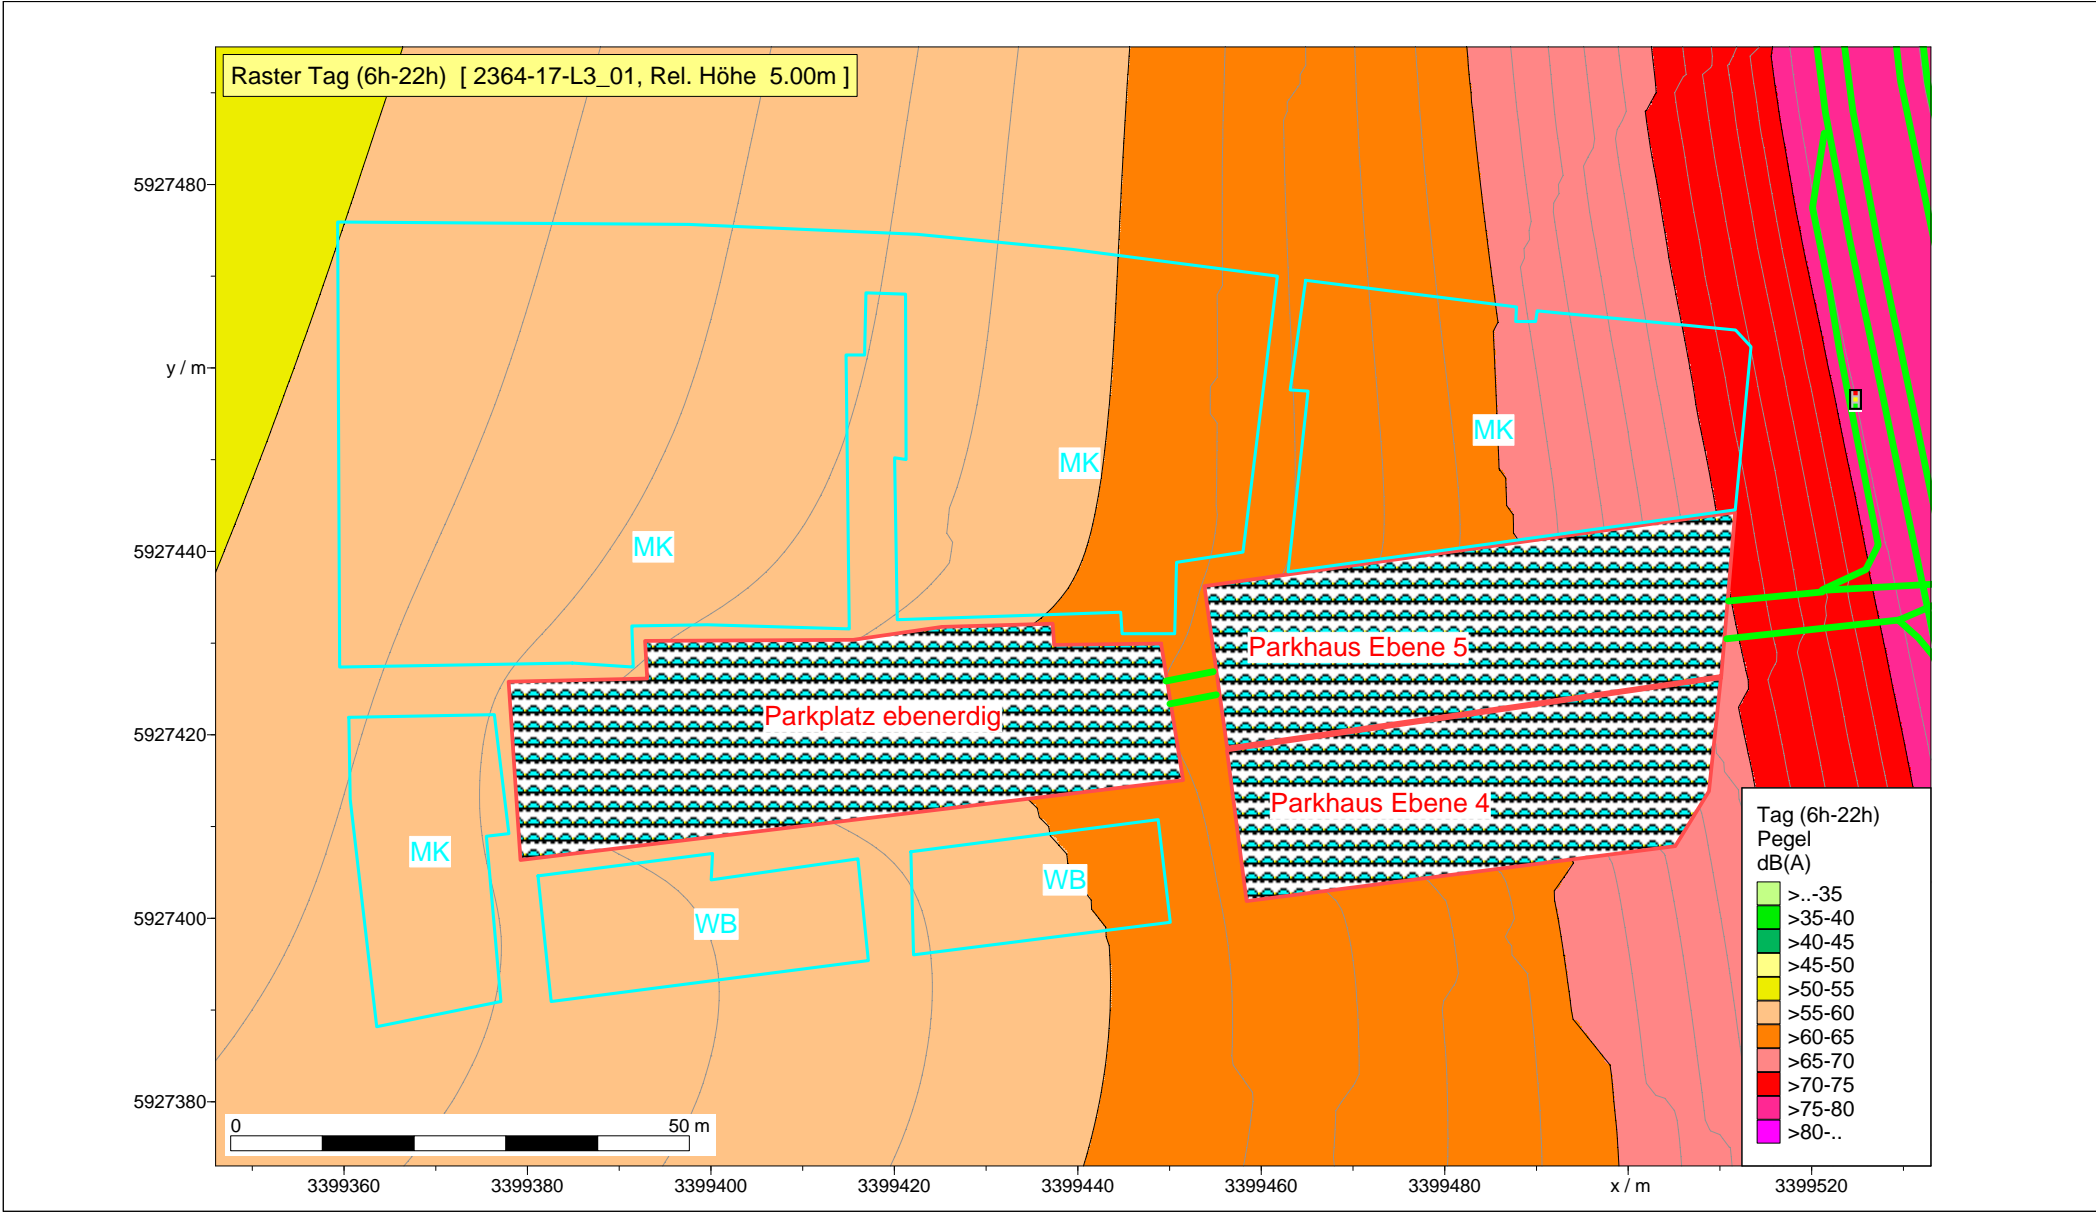 Raster Tag (6h-22h) [ 2364-17-L3_01, Rel. Höhe 5.00m ]
5927480
y / m
5927440
5927420
5927400
5927380
MK
MK
MK
MK
WB
WB
Parkhaus Ebene 5
Parkplatz ebenerdig
Parkhaus Ebene 4
Tag (6h-22h)
Pegel
dB(A)
>..-35
>35-40
>40-45
>45-50
>50-55
>55-60
>60-65
>65-70
>70-75
>75-80
>80-..
0 50 m
3399360 3399380 3399400 3399420 3399440 3399460 3399480 x / m 3399520